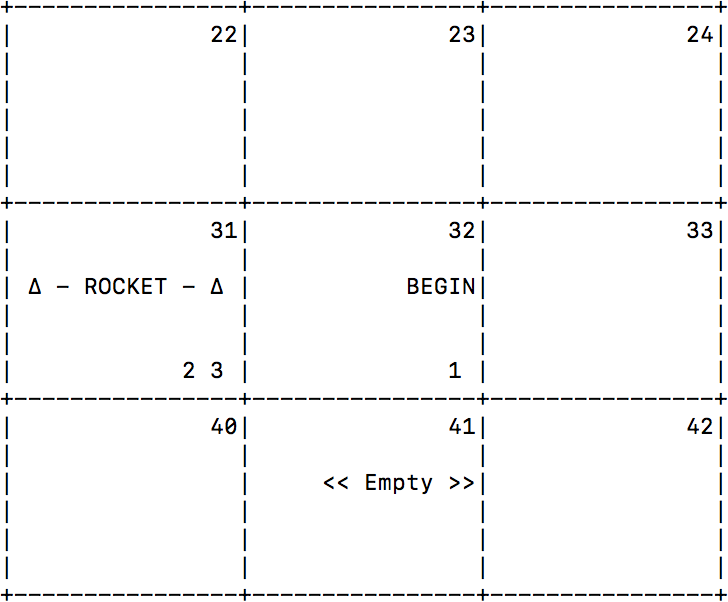 +----------------+----------------+----------------+
|              22|              23|              24|
|                |                |                |
|                |                |                |
|                |                |                |
|                |                |                |
|                |                |                |
+----------------+----------------+----------------+
|              31|              32|              33|
|                |                |                |
| Δ − ROCKET − Δ |           BEGIN|                |
|                |                |                |
|                |                |                |
|            2 3 |              1 |                |
+----------------+----------------+----------------+
|              40|              41|              42|
|                |                |                |
|                |     << Empty >>|                |
|                |                |                |
|                |                |                |
|                |                |                |
+----------------+----------------+----------------+